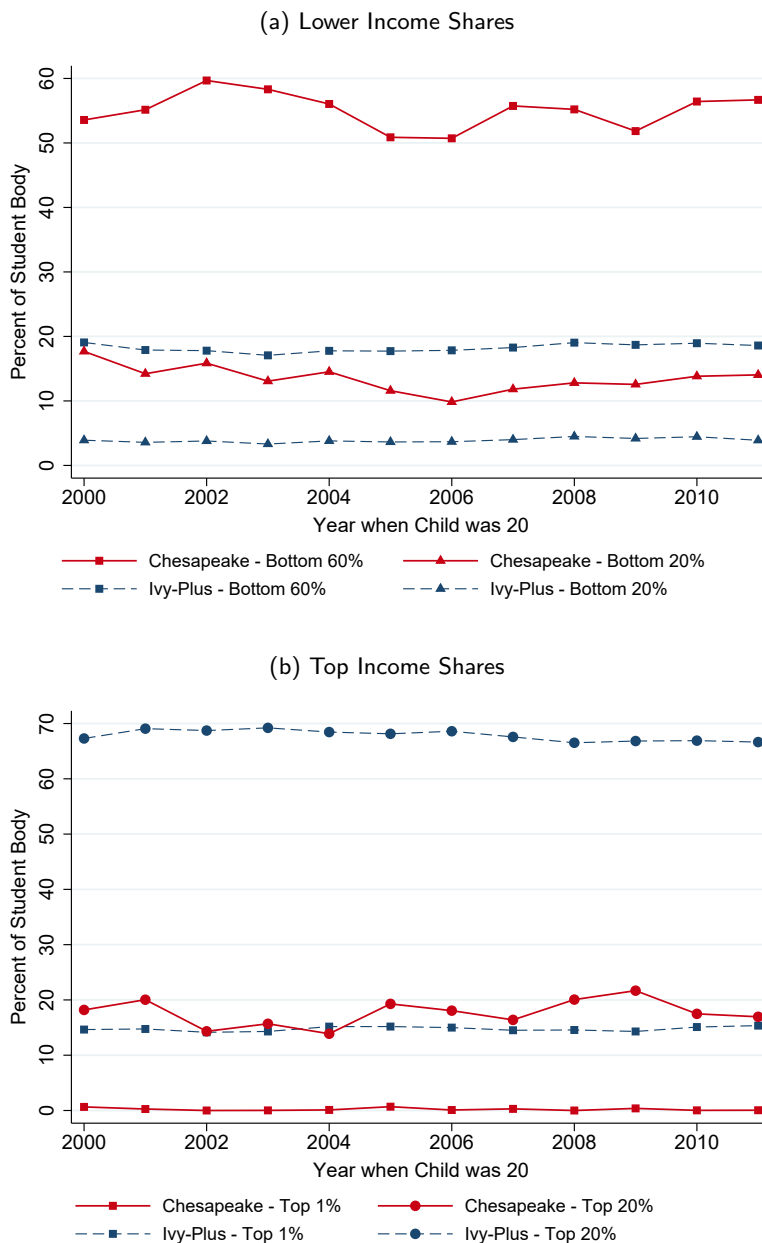 (a) Lower Income Shares
60
50
40
30
20
10
0
Percent of Student Body
2000 2002 2004 2006 2008 2010
Year when Child was 20
Chesapeake - Bottom 60% Chesapeake - Bottom 20%
Ivy-Plus - Bottom 60% Ivy-Plus - Bottom 20%
(b) Top Income Shares
70
60
50
40
30
20
10
0
Percent of Student Body
2000 2002 2004 2006 2008 2010
Year when Child was 20
Chesapeake - Top 1% Chesapeake - Top 20%
Ivy-Plus - Top 1% Ivy-Plus - Top 20%